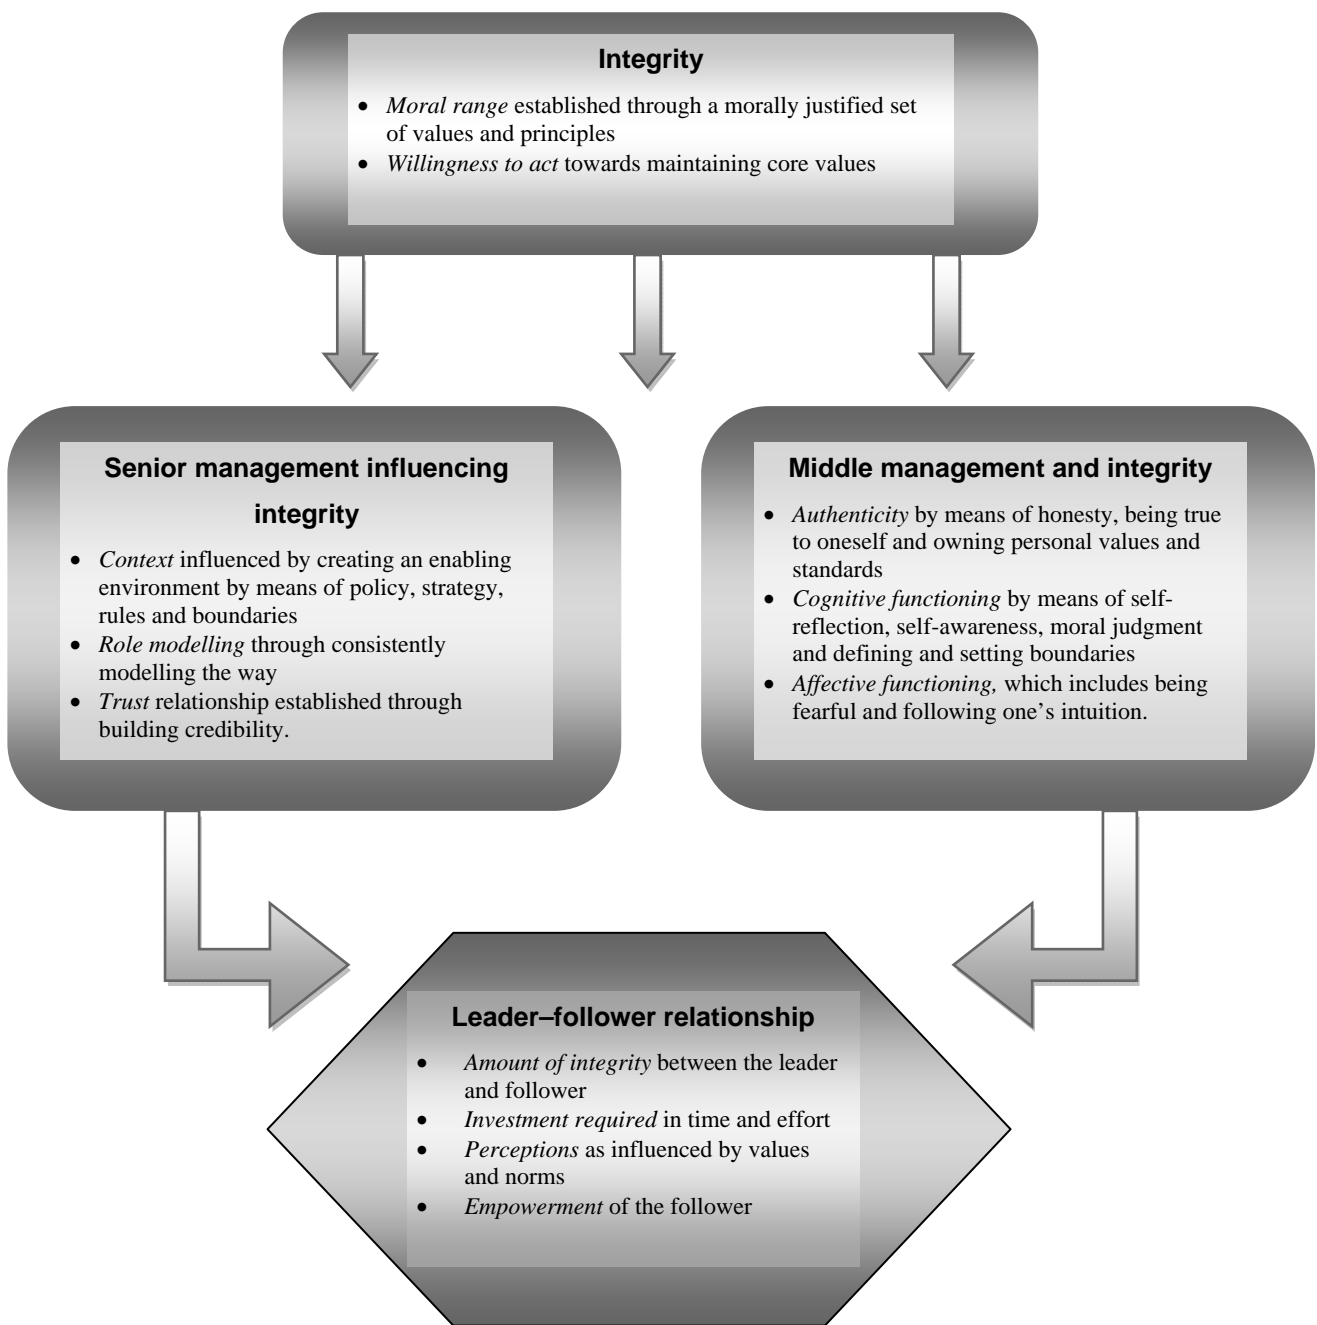 Integrity
• Moral range established through a morally justified set
of values and principles
• Willingness to act towards maintaining core values
Senior management influencing
integrity
• Context influenced by creating an enabling
environment by means of policy, strategy,
rules and boundaries
• Role modelling through consistently
modelling the way
• Trust relationship established through
building credibility.
Middle management and integrity
• Authenticity by means of honesty, being true
to oneself and owning personal values and
standards
• Cognitive functioning by means of self-
reflection, self-awareness, moral judgment
and defining and setting boundaries
• Affective functioning, which includes being
fearful and following one’s intuition.
Leader–follower relationship
• Amount of integrity between the leader
and follower
• Investment required in time and effort
• Perceptions as influenced by values
and norms
• Empowerment of the follower